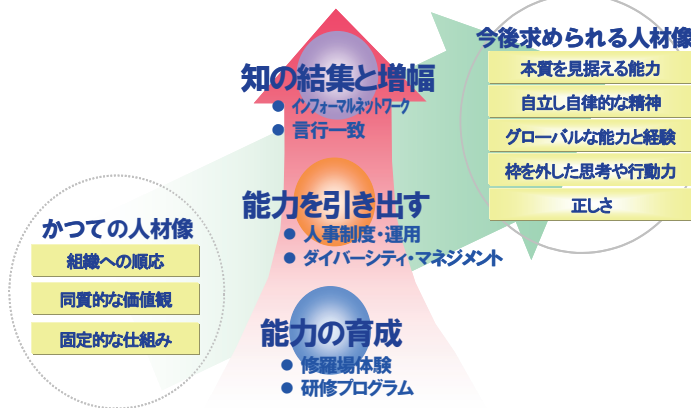 今後求められる人材像
本質を見据える能力
自立し自律的な精神
グローバルな能力と経験
枠を外した思考や行動力
正しさ
知の結集と増幅
● インフォーマルネットワーク
● 言行一致
能力を引き出す
● 人事制度・運用
● ダイバーシティ・マネジメント
能力の育成
● 修羅場体験
● 研修プログラム
かつての人材像
組織への順応
同質的な価値観
固定的な仕組み